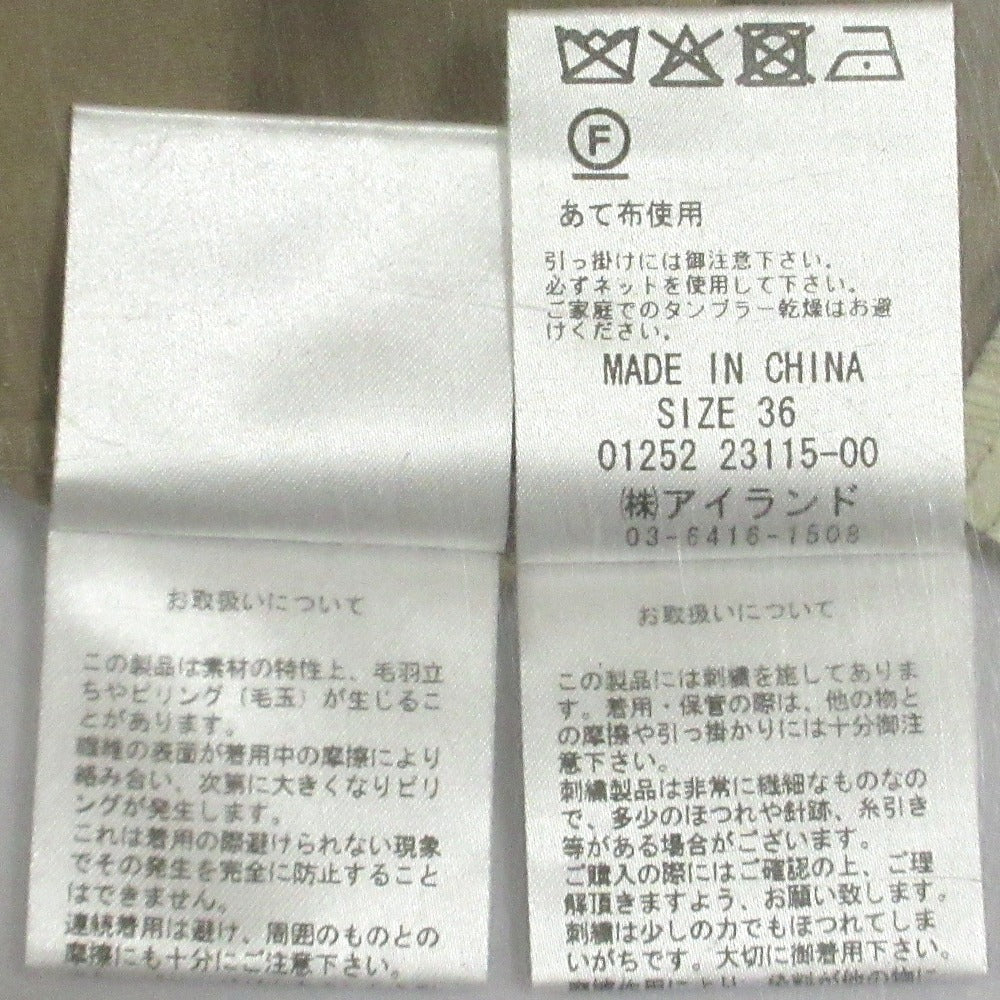 F
あて布使用
引っ掛けには御注意下さい。
必ずネットを使用して下さい。
ご家庭でのタンブラー乾燥はお避
けください。
MADE IN CHINA
SIZE 36
01252 23115-00
㈱アイランド
03-6416-1508
お取扱いについて
この製品は素材の特性上、毛羽立
ちやピリング(毛玉)が生じるこ
とがあります。
繊維の表面が着用中の摩擦により
絡み合い、次第に大きくなりピリ
ングが発生します。
これは着用の際避けられない現象
でその発生を完全に防止すること
はできません。
連続着用は避け、周囲のものとの
摩擦にも十分にご注意下さい。
お取扱いについて
この製品には刺繍を施してありま
す。着用・保管の際は、他の物と
の摩擦や引っ掛かりには十分御注
意下さい。
刺繍製品は非常に繊細なものなの
で、多少のほつれや針跡、糸引き
等がある場合がございます。
ご購入の際にはご確認の上、ご理
解頂きますよう、お願い致します。
刺繍は少しの力でもほつれてしま
いがちです。大切に御着用下さい。
摩擦作用により、染料が他の物に